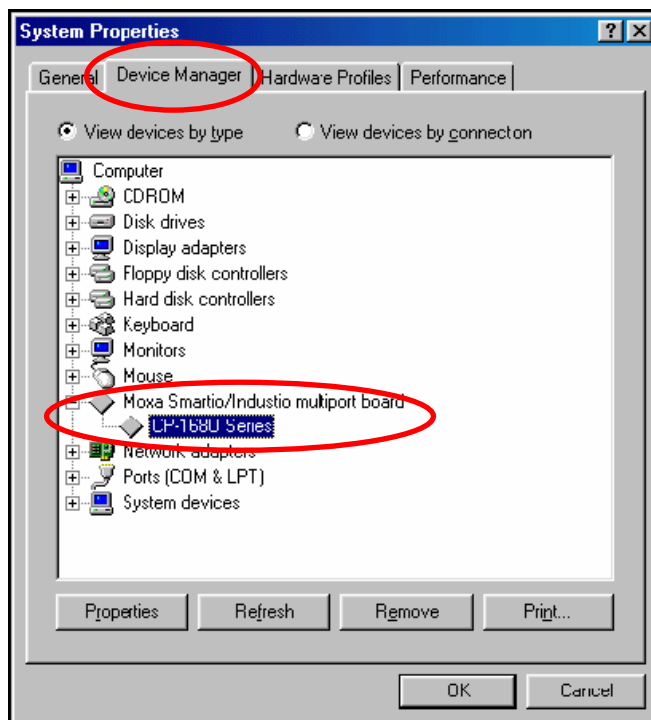 System Properties
General Device Manager Hardware Profiles Performance
View devices by type View devices by connecton
Computer
CDROM
Disk drives
Display adapters
Floppy disk controllers
Hard disk controllers
Keyboard
Monitors
Mouse
Moxa Smartio/Industio multiport board
CP-168U Series
Network adapters
Ports (COM & LPT)
System devices
Properties Refresh Remove Print...
OK Cancel